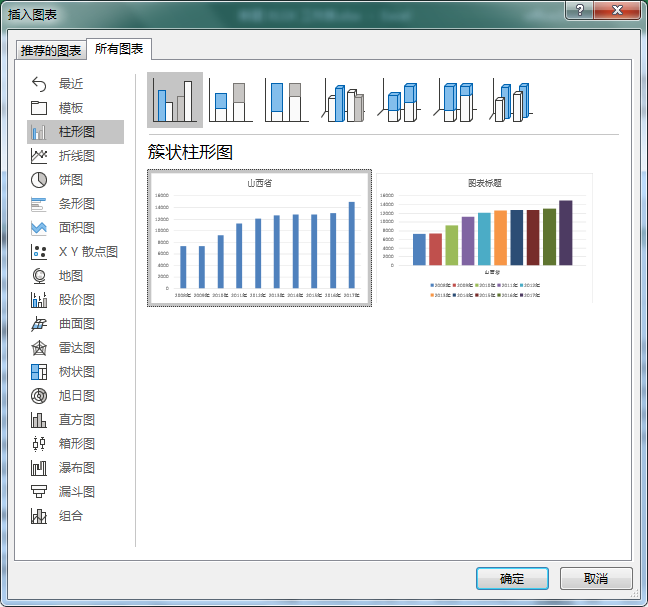 插入图表
推荐的图表
所有图表
最近
模板
柱形图
折线图
饼图
条形图
面积图
X Y 散点图
地图
股价图
曲面图
雷达图
树状图
旭日图
直方图
箱形图
瀑布图
漏斗图
组合
簇状柱形图
山西省
16000
14000
12000
10000
8000
6000
4000
2000
0
2008年 2009年 2010年 2011年 2012年 2013年 2014年 2015年 2016年 2017年
图表标题
16000
14000
12000
10000
8000
6000
4000
2000
0
山西省
2008年 2009年 2010年 2011年 2012年
2013年 2014年 2015年 2016年 2017年
确定
取消